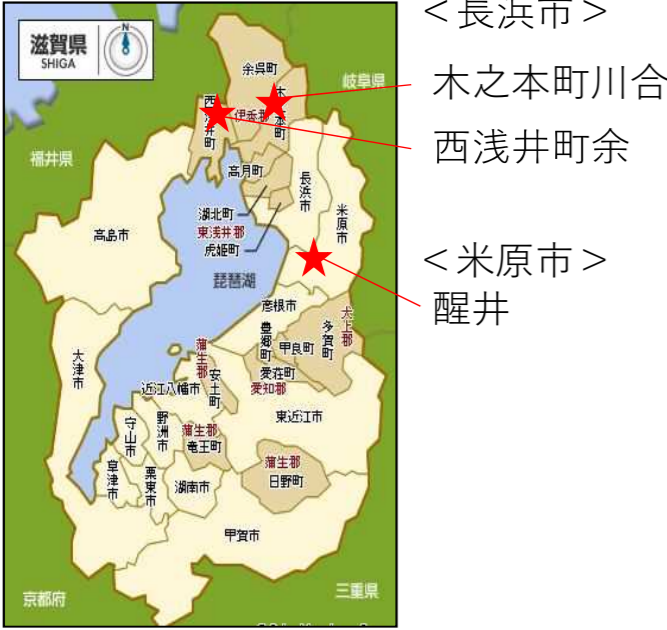 <長浜市>
木之本町川合
西浅井町余
<米原市>
醒井
滋賀県
SHIGA
N
余呉町
岐阜県
西浅井町
伊香郡
福井県
高月町
長浜市
米原市
湖北町
東浅井郡
虎姫町
高島市
琵琶湖
彦根市
犬上郡
多賀町
豊郷町
甲良町
愛荘町
愛知郡
大津市
蒲生郡
安土町
近江八幡市
東近江市
守山市
野洲市
蒲生郡
竜王町
草津市
栗東市
湖南市
蒲生郡
日野町
甲賀市
京都府
三重県